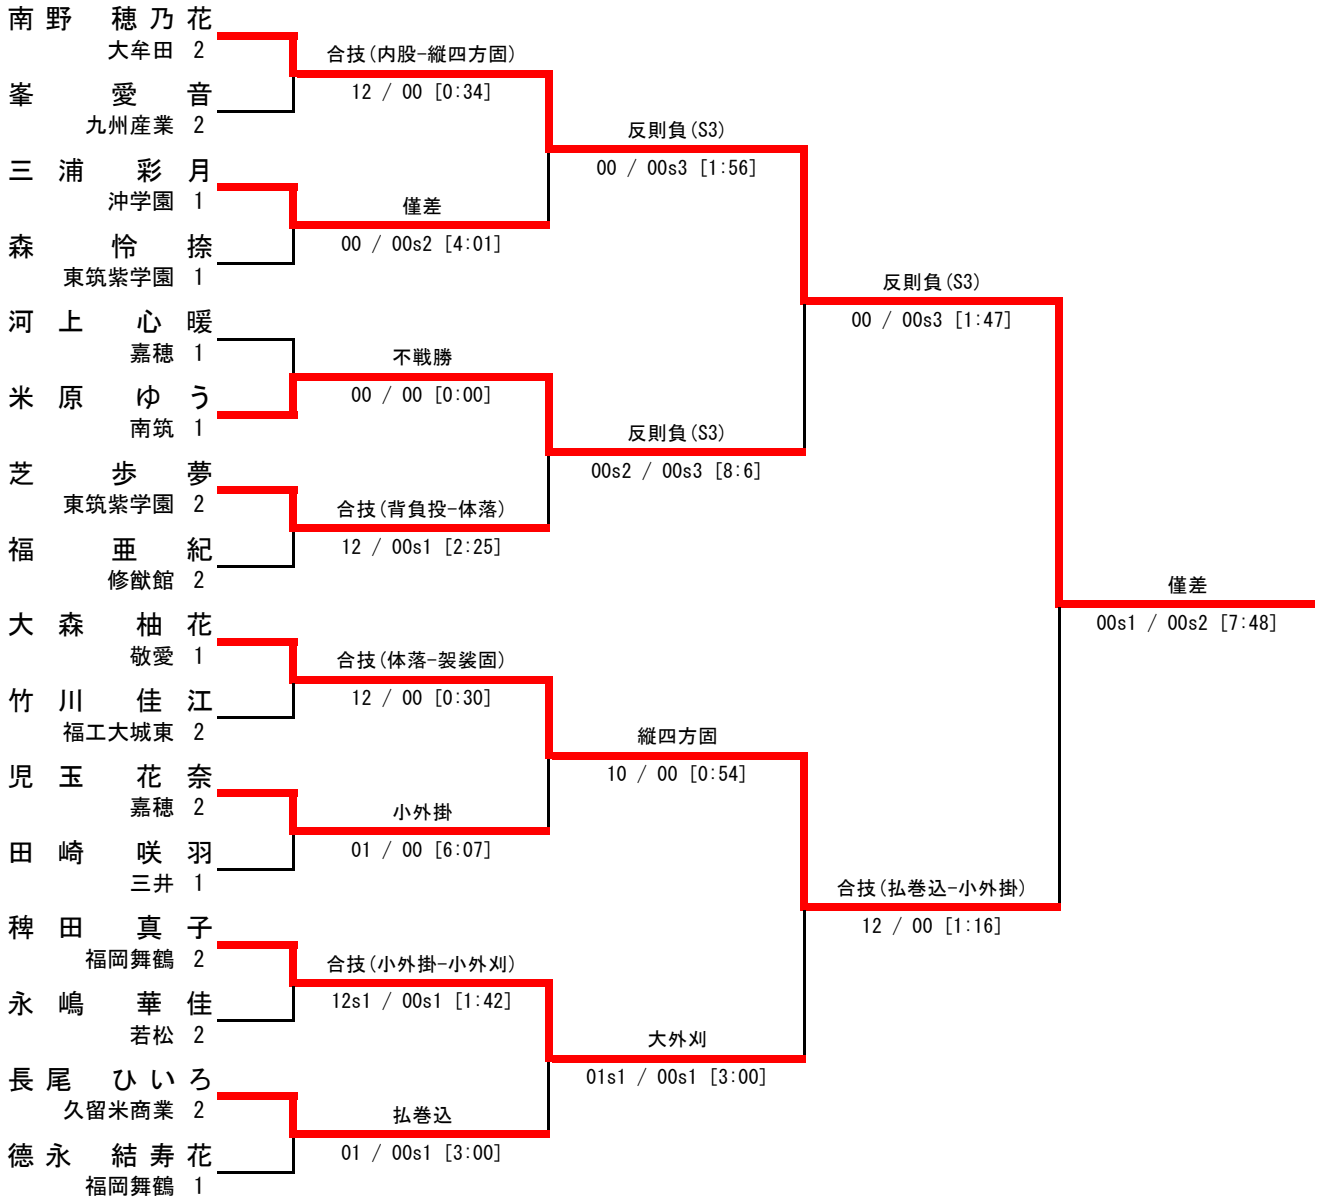 南野 穂乃花
大牟田 2
合技(内股-縦四方固)
12 / 00 [0:34]
峯 愛音
九州産業 2
反則負(S3)
00 / 00s3 [1:56]
三浦 彩月
沖学園 1
僅差
00 / 00s2 [4:01]
森 怜捺
東筑紫学園 1
反則負(S3)
00 / 00s3 [1:47]
河上 心暖
嘉穂 1
不戦勝
00 / 00 [0:00]
米原 ゆう
南筑 1
反則負(S3)
00s2 / 00s3 [8:6]
芝 歩夢
東筑紫学園 2
合技(背負投-体落)
12 / 00s1 [2:25]
福 亜紀
修猷館 2
僅差
00s1 / 00s2 [7:48]
大森 柚花
敬愛 1
合技(体落-袈裟固)
12 / 00 [0:30]
竹川 佳江
福工大城東 2
縦四方固
10 / 00 [0:54]
児玉 花奈
嘉穂 2
小外掛
01 / 00 [6:07]
田崎 咲羽
三井 1
合技(払巻込-小外掛)
12 / 00 [1:16]
稗田 真子
福岡舞鶴 2
合技(小外掛-小外刈)
12s1 / 00s1 [1:42]
永嶋 華佳
若松 2
大外刈
01s1 / 00s1 [3:00]
長尾 ひいろ
久留米商業 2
払巻込
01 / 00s1 [3:00]
德永 結寿花
福岡舞鶴 1